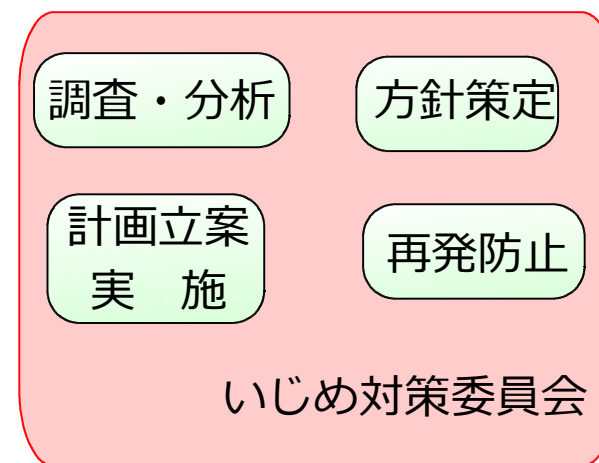 調査・分析
方針策定
計画立案
実　施
再発防止
いじめ対策委員会